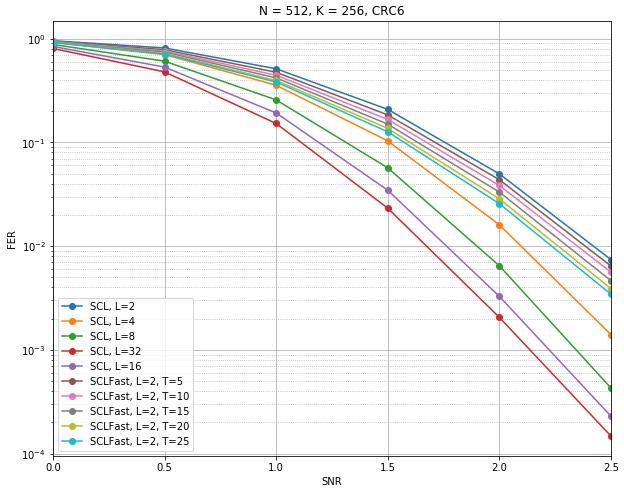 N = 512, K = 256, CRC6
10⁰
10⁻¹
10⁻²
10⁻³
10⁻⁴
FER
SCL, L=2
SCL, L=4
SCL, L=8
SCL, L=32
SCL, L=16
SCLFast, L=2, T=5
SCLFast, L=2, T=10
SCLFast, L=2, T=15
SCLFast, L=2, T=20
SCLFast, L=2, T=25
0.0 0.5 1.0 1.5 2.0 2.5
SNR